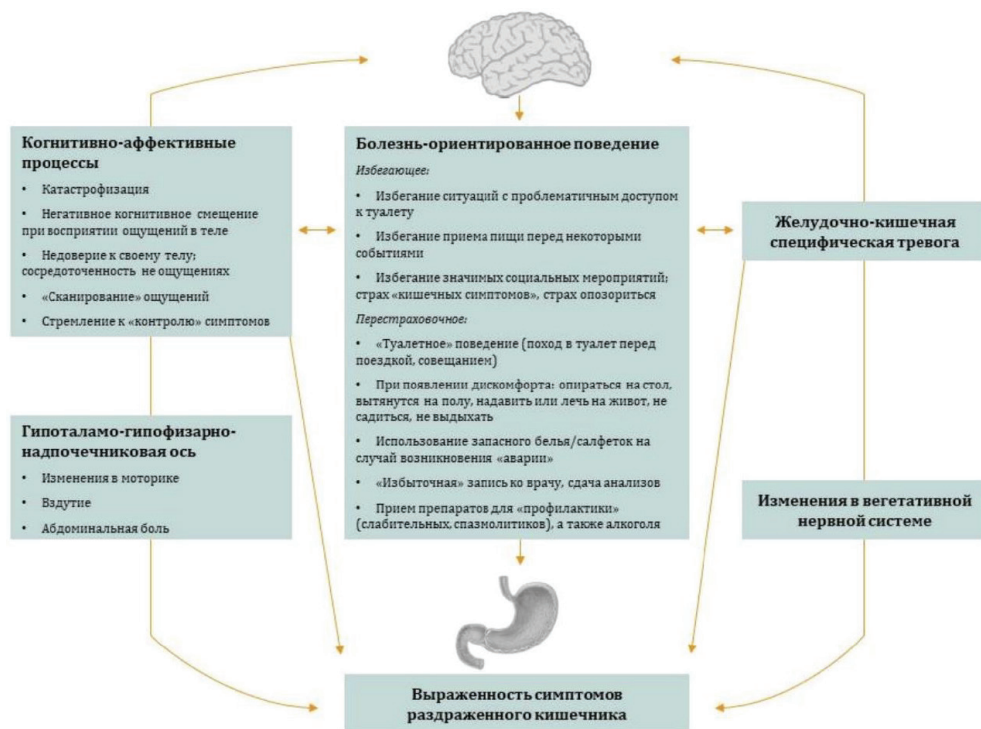 Когнитивно-аффективные
процессы
• Катастрофизация
• Негативное когнитивное смещение
при восприятии ощущений в теле
• Недоверие к своему телу;
сосредоточенность не ощущениях
• «Сканирование» ощущений
• Стремление к «контролю» симптомов
Гипоталамо-гипофизарно-
надпочечниковая ось
• Изменения в моторике
• Вздутие
• Абдоминальная боль
Болезнь-ориентированное поведение
Избегающее:
• Избегание ситуаций с проблематичным доступом
к туалету
• Избегание приема пищи перед некоторыми
событиями
• Избегание значимых социальных мероприятий;
страх «кишечных симптомов», страх опозориться
Перестраховочное:
• «Туалетное» поведение (поход в туалет перед
поездкой, совещанием)
• При появлении дискомфорта: опираться на стол,
вытянутся на полу, надавить или лечь на живот, не
садиться, не выдыхать
• Использование запасного белья/салфеток на
случай возникновения «аварии»
• «Избыточная» запись ко врачу, сдача анализов
• Прием препаратов для «профилактики»
(слабительных, спазмолитиков), а также алкоголя
Желудочно-кишечная
специфическая тревога
Изменения в вегетативной
нервной системе
Выраженность симптомов
раздраженного кишечника